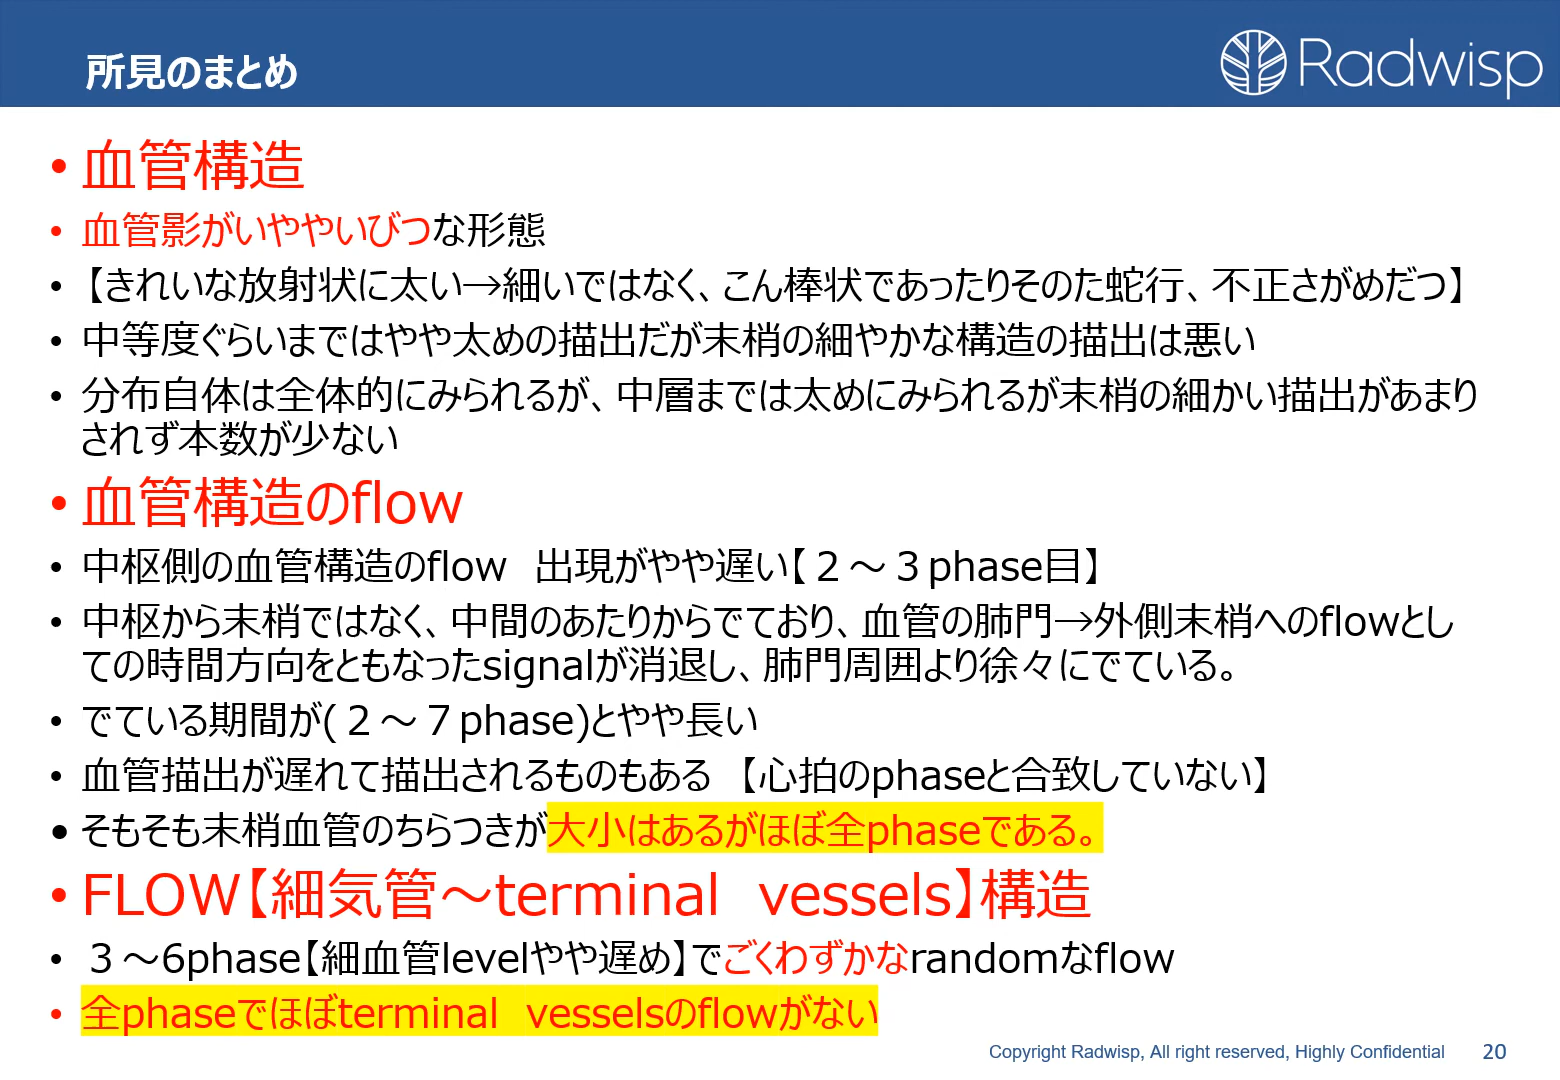 所見のまとめ
Radwisp
• 血管構造
• 血管影がいややいびつな形態
• 【きれいな放射状に太い→細いではなく、こん棒状であったりそのた蛇行、不正さがめだつ】
• 中等度ぐらいまではやや太めの描出だが末梢の細やかな構造の描出は悪い
• 分布自体は全体的にみられるが、中層までは太めにみられるが末梢の細かい描出があまり
されず本数が少ない
• 血管構造のflow
• 中枢側の血管構造のflow　出現がやや遅い【２～３phase目】
• 中枢から末梢ではなく、中間のあたりからでており、血管の肺門→外側末梢へのflowとし
ての時間方向をともなったsignalが消退し、肺門周囲より徐々にでている。
• でている期間が(２～７phase)とやや長い
• 血管描出が遅れて描出されるものもある　【心拍のphaseと合致していない】
• そもそも末梢血管のちらつきが大小はあるがほぼ全phaseである。
• FLOW【細気管～terminal　vessels】構造
• ３～6phase【細血管levelやや遅め】でごくわずかなrandomなflow
• 全phaseでほぼterminal　vesselsのflowがない
Copyright Radwisp, All right reserved, Highly Confidential 20